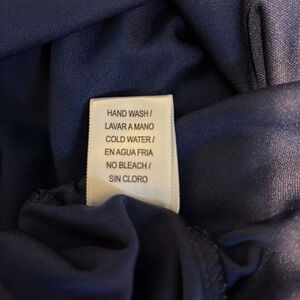 HAND WASH /
LAVAR A MANO
COLD WATER /
EN AGUA FRIA
NO BLEACH /
SIN CLORO